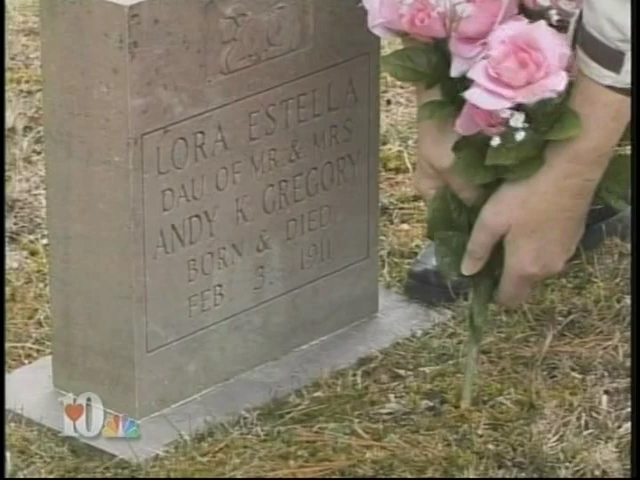 LORA ESTELLA
DAU OF MR. & MRS
ANDY K. GREGORY
BORN & DIED
FEB. 3. 1911
10